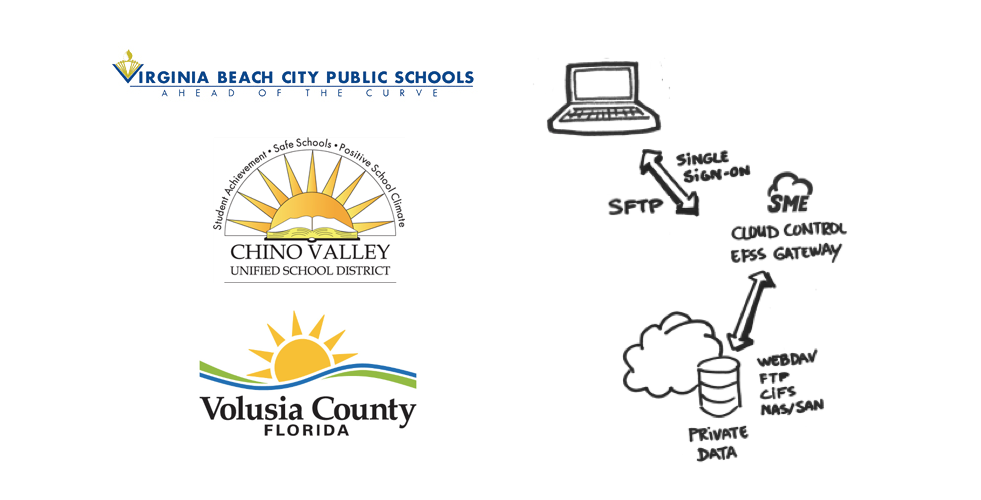 VIRGINIA BEACH CITY PUBLIC SCHOOLS
AHEAD OF THE CURVE
Student Achievement • Safe Schools • Positive School Climate
CHINO VALLEY
UNIFIED SCHOOL DISTRICT
Volusia County
FLORIDA
SINGLE
SIGN-ON
SFTP
SME
CLOUD CONTROL
EFSS GATEWAY
WEBDAV
FTP
CIFS
NAS/SAN
PRIVATE
DATA